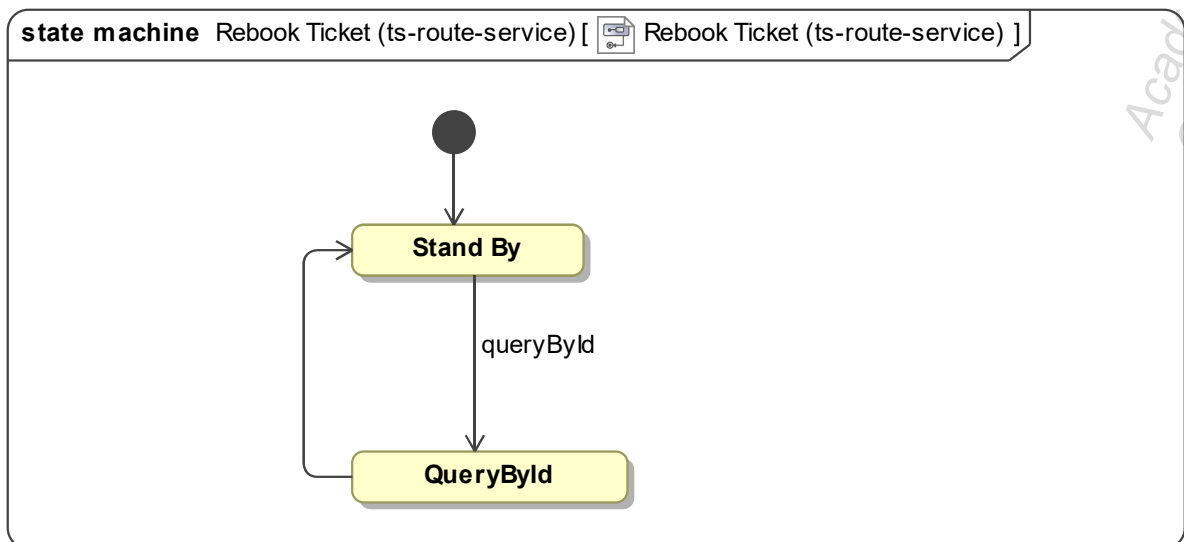 state machine Rebook Ticket (ts-route-service) [ Rebook Ticket (ts-route-service) ]
Stand By
queryById
QueryById